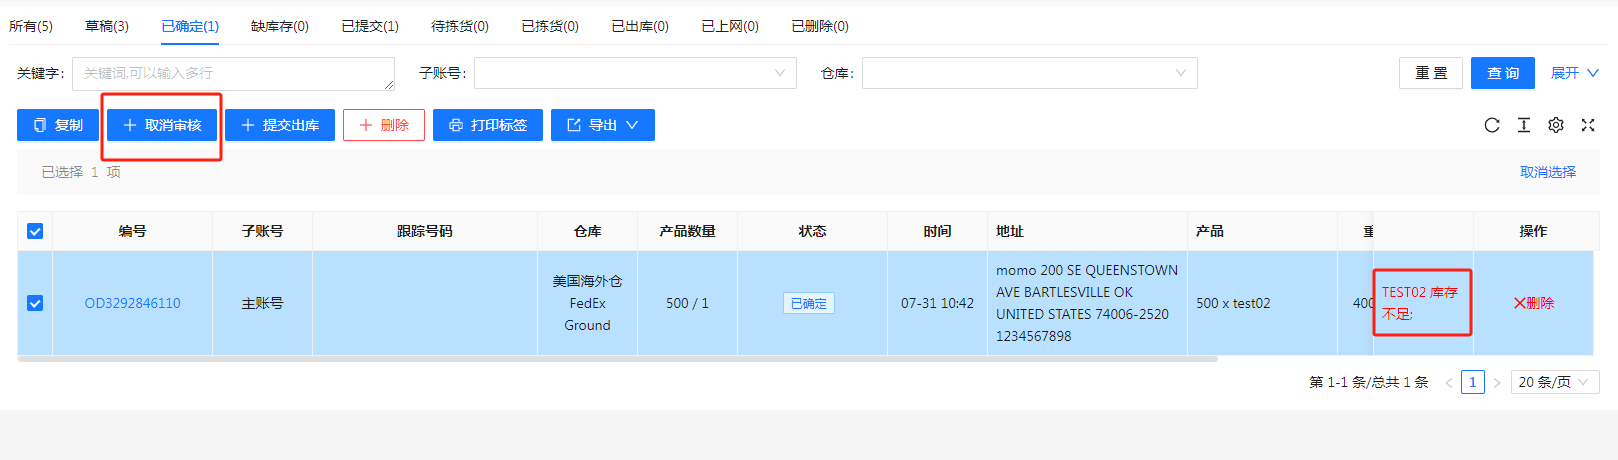 所有(5) 草稿(3) 已确定(1) 缺库存(0) 已提交(1) 待拣货(0) 已拣货(0) 已出库(0) 已上网(0) 已删除(0)
关键字: 关键词,可以输入多行 子账号: 仓库: 重 置 查 询 展开
复制 取消审核 提交出库 删除 打印标签 导出
已选择 1 项 取消选择
编号 子账号 跟踪号码 仓库 产品数量 状态 时间 地址 产品 操作
OD3292846110 主账号 美国海外仓 500 / 1 已确定 07-31 10:42 momo 200 SE QUEENSTOWN 500 x test02 400 TEST02 库存 删除
FedEx AVE BARTLESVILLE OK 不足;
Ground UNITED STATES 74006-2520
1234567898
第 1-1 条/总共 1 条 1 20 条/页